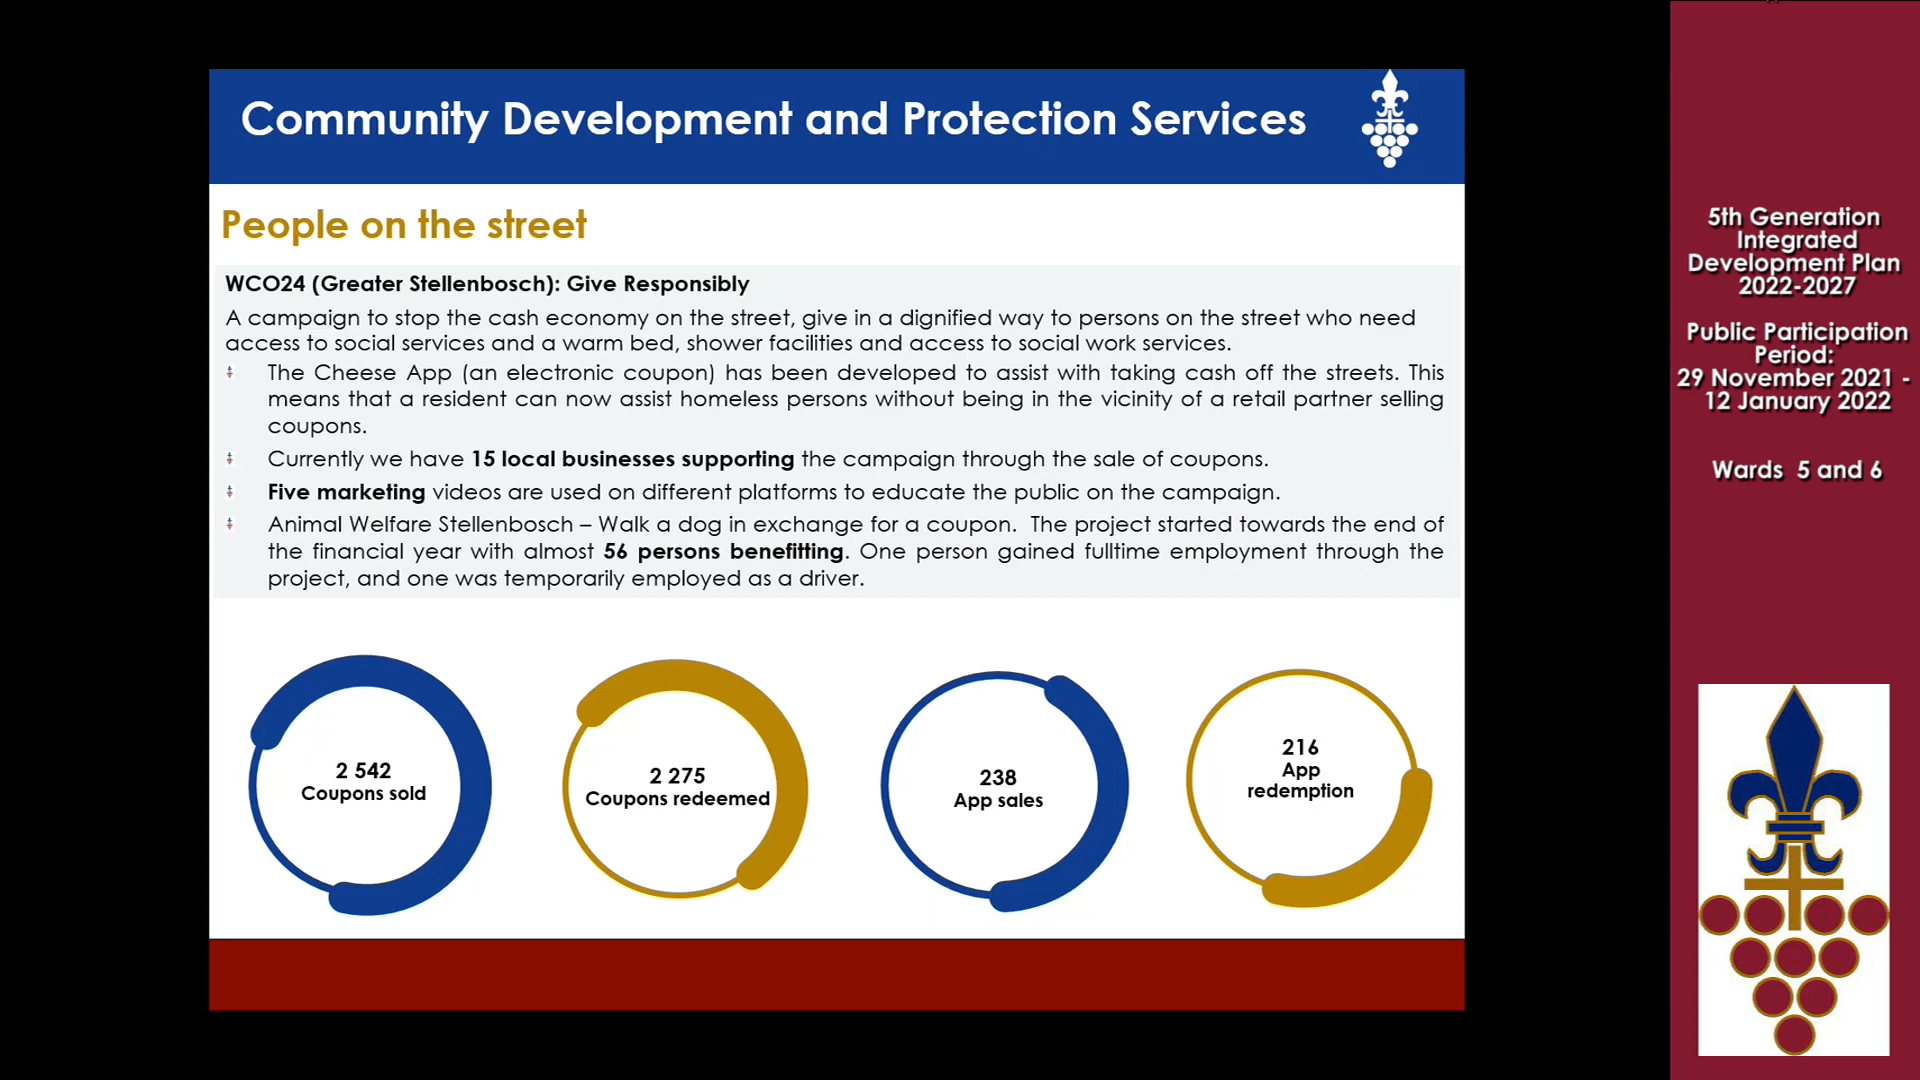 Community Development and Protection Services
People on the street
WCO24 (Greater Stellenbosch): Give Responsibly
A campaign to stop the cash economy on the street, give in a dignified way to persons on the street who need
access to social services and a warm bed, shower facilities and access to social work services.
The Cheese App (an electronic coupon) has been developed to assist with taking cash off the streets. This
means that a resident can now assist homeless persons without being in the vicinity of a retail partner selling
coupons.
Currently we have 15 local businesses supporting the campaign through the sale of coupons.
Five marketing videos are used on different platforms to educate the public on the campaign.
Animal Welfare Stellenbosch – Walk a dog in exchange for a coupon. The project started towards the end of
the financial year with almost 56 persons benefitting. One person gained fulltime employment through the
project, and one was temporarily employed as a driver.
2 542
Coupons sold
2 275
Coupons redeemed
238
App sales
216
App
redemption
5th Generation
Integrated
Development Plan
2022-2027
Public Participation
Period:
29 November 2021 -
12 January 2022
Wards 5 and 6